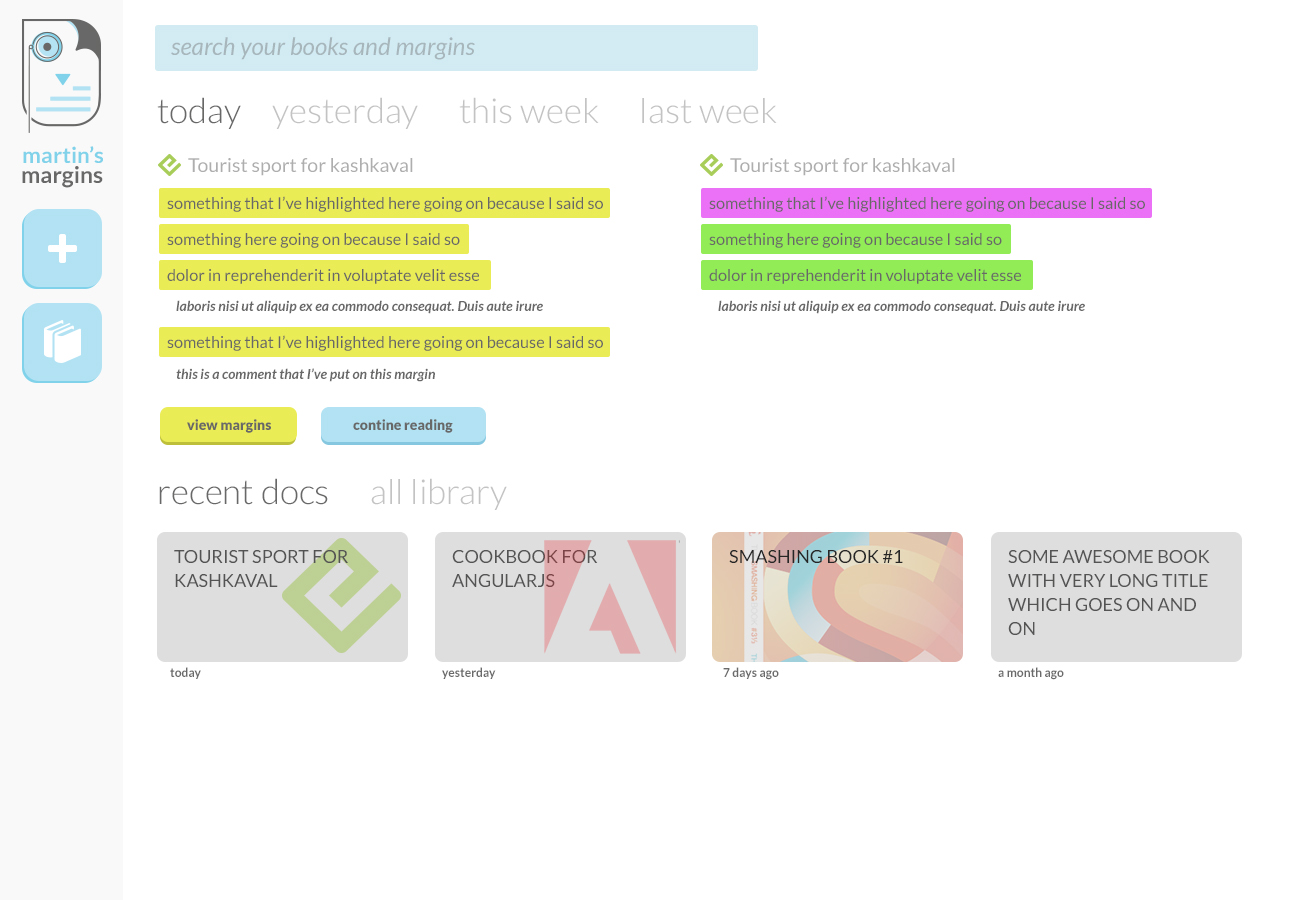 martin's
margins
search your books and margins
today yesterday this week last week
Tourist sport for kashkaval
something that I've highlighted here going on because I said so
something here going on because I said so
dolor in reprehenderit in voluptate velit esse
laboris nisi ut aliquip ex ea commodo consequat. Duis aute irure
something that I've highlighted here going on because I said so
this is a comment that I've put on this margin
view margins contine reading
Tourist sport for kashkaval
something that I've highlighted here going on because I said so
something here going on because I said so
dolor in reprehenderit in voluptate velit esse
laboris nisi ut aliquip ex ea commodo consequat. Duis aute irure
recent docs all library
TOURIST SPORT FOR
KASHKAVAL
today
COOKBOOK FOR
ANGULARJS
yesterday
SMASHING BOOK #1
SMASHING BOOK #3⅓
7 days ago
SOME AWESOME BOOK
WITH VERY LONG TITLE
WHICH GOES ON AND
ON
a month ago